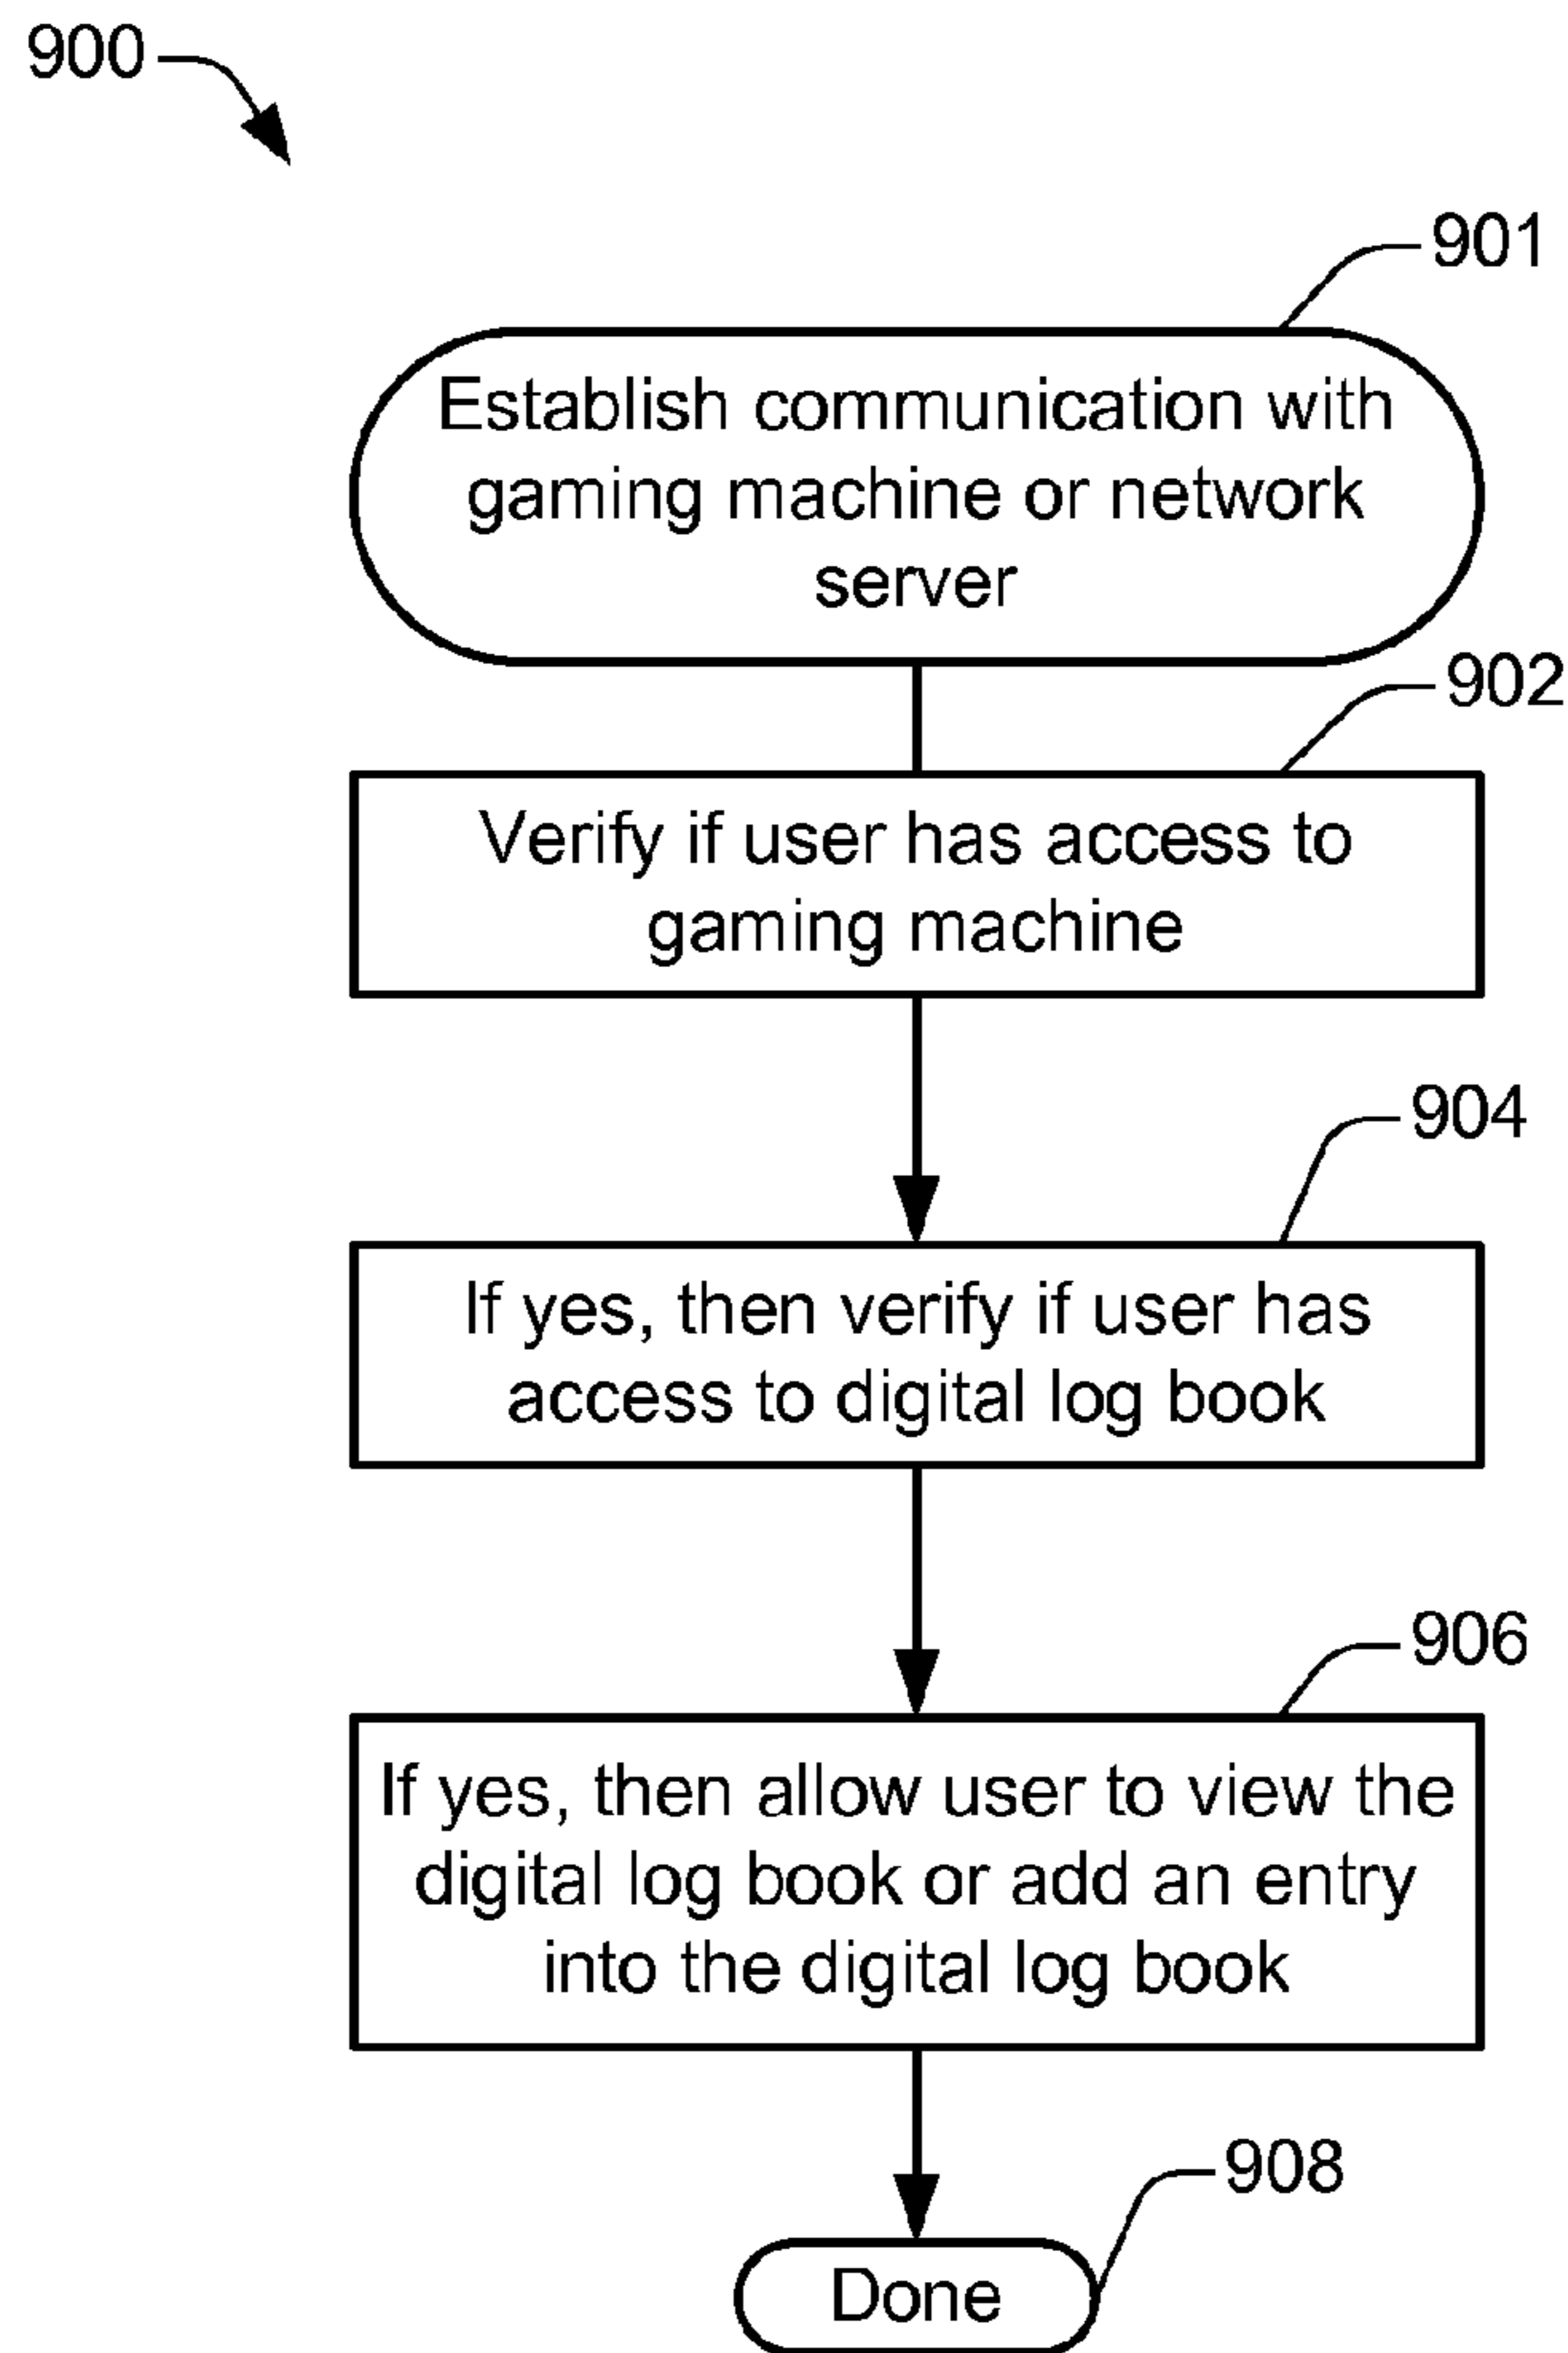 900
901
Establish communication with
gaming machine or network
server
902
Verify if user has access to
gaming machine
904
If yes, then verify if user has
access to digital log book
906
If yes, then allow user to view the
digital log book or add an entry
into the digital log book
908
Done